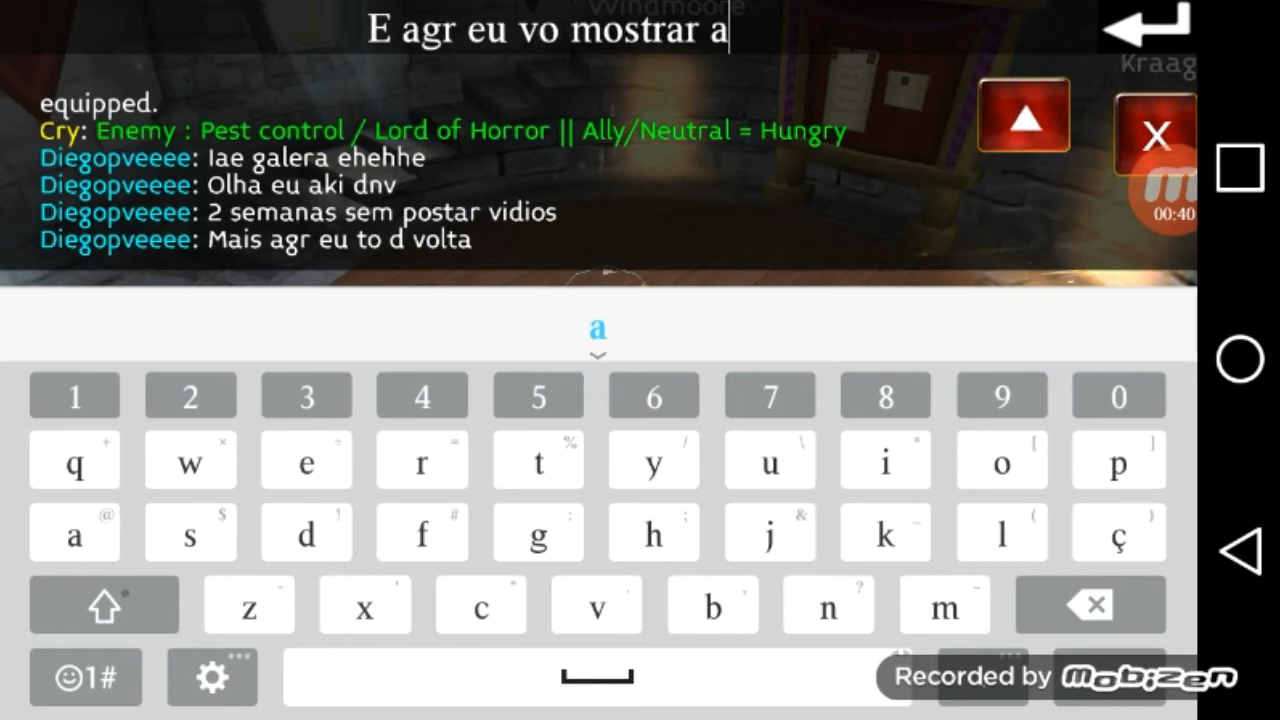 Windmoore
E agr eu vo mostrar a
Kraag
equipped.
Cry: Enemy : Pest control / Lord of Horror || Ally/Neutral = Hungry
Diegopveeee: Iae galera ehehhe
Diegopveeee: Olha eu aki dnv
Diegopveeee: 2 semanas sem postar vidios
Diegopveeee: Mais agr eu to d volta
X
00:40
a
1 2 3 4 5 6 7 8 9 0
q w e r t y u i o p
a s d f g h j k l ç
z x c v b n m
1#
Recorded by mobizen